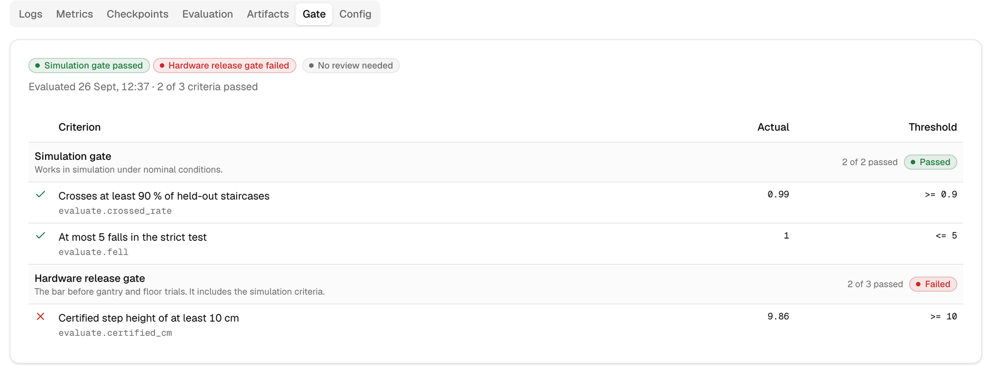 Logs Metrics Checkpoints Evaluation Artifacts Gate Config
Simulation gate passed Hardware release gate failed No review needed
Evaluated 26 Sept, 12:37 · 2 of 3 criteria passed
Criterion Actual Threshold
Simulation gate
Works in simulation under nominal conditions.
2 of 2 passed Passed
Crosses at least 90 % of held-out staircases 0.99 >= 0.9
evaluate.crossed_rate
At most 5 falls in the strict test 1 <= 5
evaluate.fell
Hardware release gate
The bar before gantry and floor trials. It includes the simulation criteria.
2 of 3 passed Failed
Certified step height of at least 10 cm 9.86 >= 10
evaluate.certified_cm